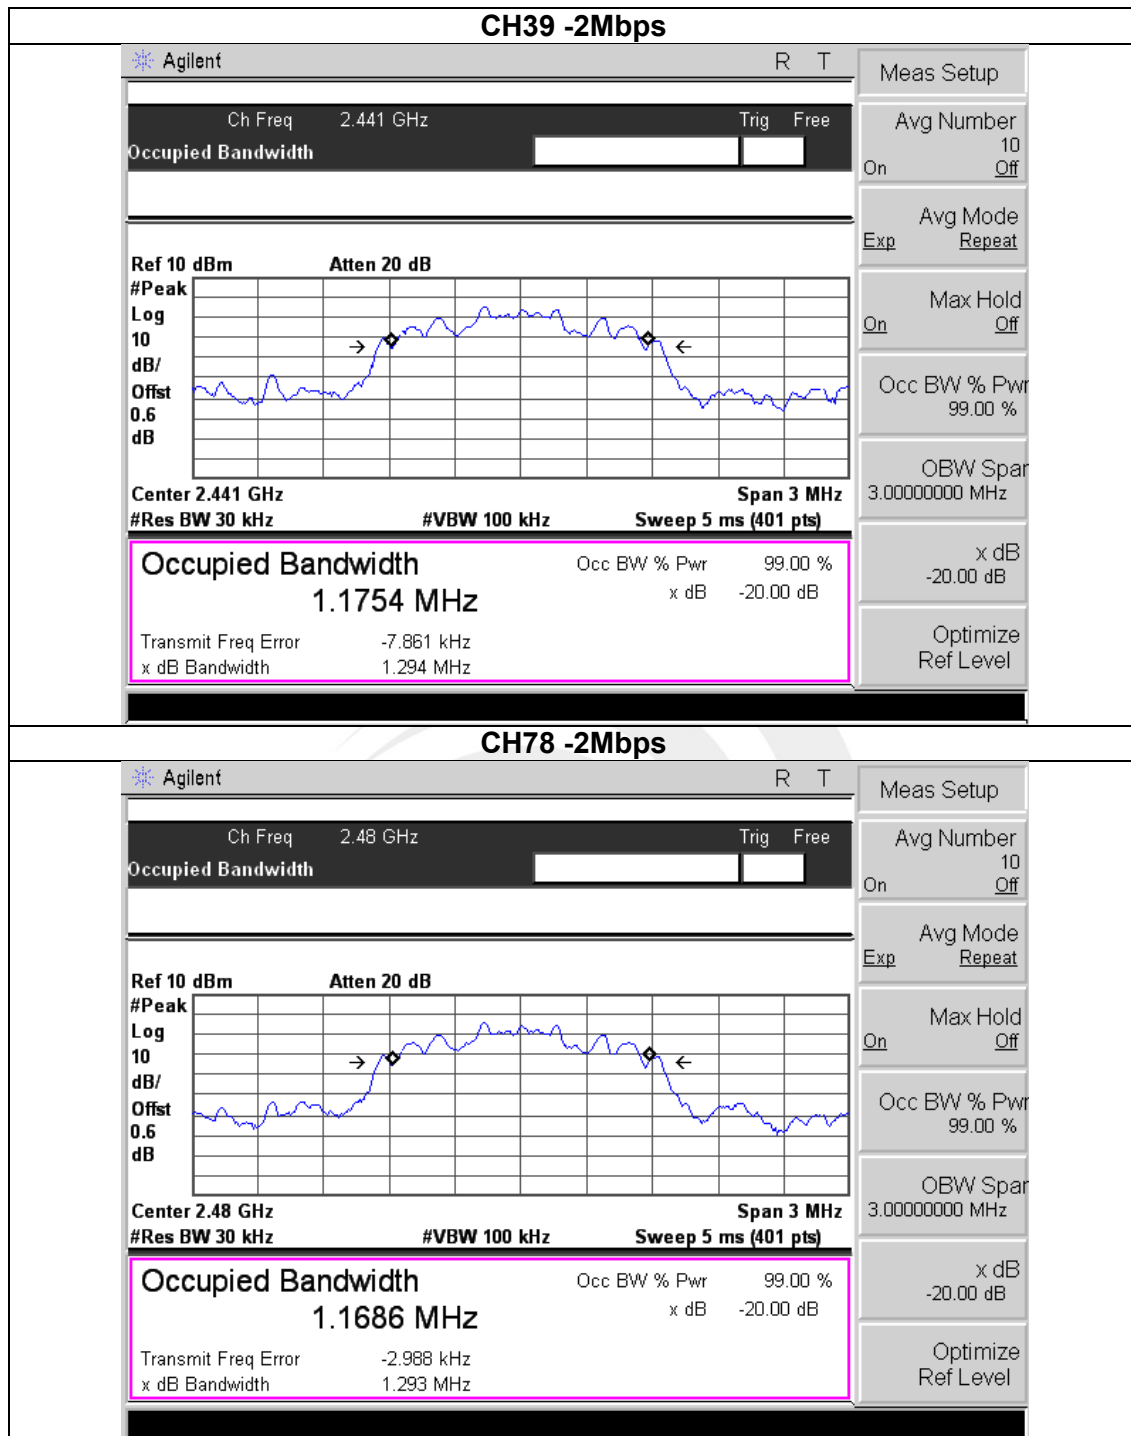 CH39 -2Mbps
Agilent R T
Meas Setup
Ch Freq 2.441 GHz Trig Free
Occupied Bandwidth
Avg Number
10
On Off
Avg Mode
Exp Repeat
Max Hold
On Off
Occ BW % Pwr
99.00 %
OBW Span
3.00000000 MHz
x dB
-20.00 dB
Optimize
Ref Level
Ref 10 dBm Atten 20 dB
#Peak
Log
10
dB/
Offst
0.6
dB
Center 2.441 GHz Span 3 MHz
#Res BW 30 kHz #VBW 100 kHz Sweep 5 ms (401 pts)
Occupied Bandwidth Occ BW % Pwr 99.00 %
1.1754 MHz x dB -20.00 dB
Transmit Freq Error -7.861 kHz
x dB Bandwidth 1.294 MHz
CH78 -2Mbps
Agilent R T
Meas Setup
Ch Freq 2.48 GHz Trig Free
Occupied Bandwidth
Avg Number
10
On Off
Avg Mode
Exp Repeat
Max Hold
On Off
Occ BW % Pwr
99.00 %
OBW Span
3.00000000 MHz
x dB
-20.00 dB
Optimize
Ref Level
Ref 10 dBm Atten 20 dB
#Peak
Log
10
dB/
Offst
0.6
dB
Center 2.48 GHz Span 3 MHz
#Res BW 30 kHz #VBW 100 kHz Sweep 5 ms (401 pts)
Occupied Bandwidth Occ BW % Pwr 99.00 %
1.1686 MHz x dB -20.00 dB
Transmit Freq Error -2.988 kHz
x dB Bandwidth 1.293 MHz